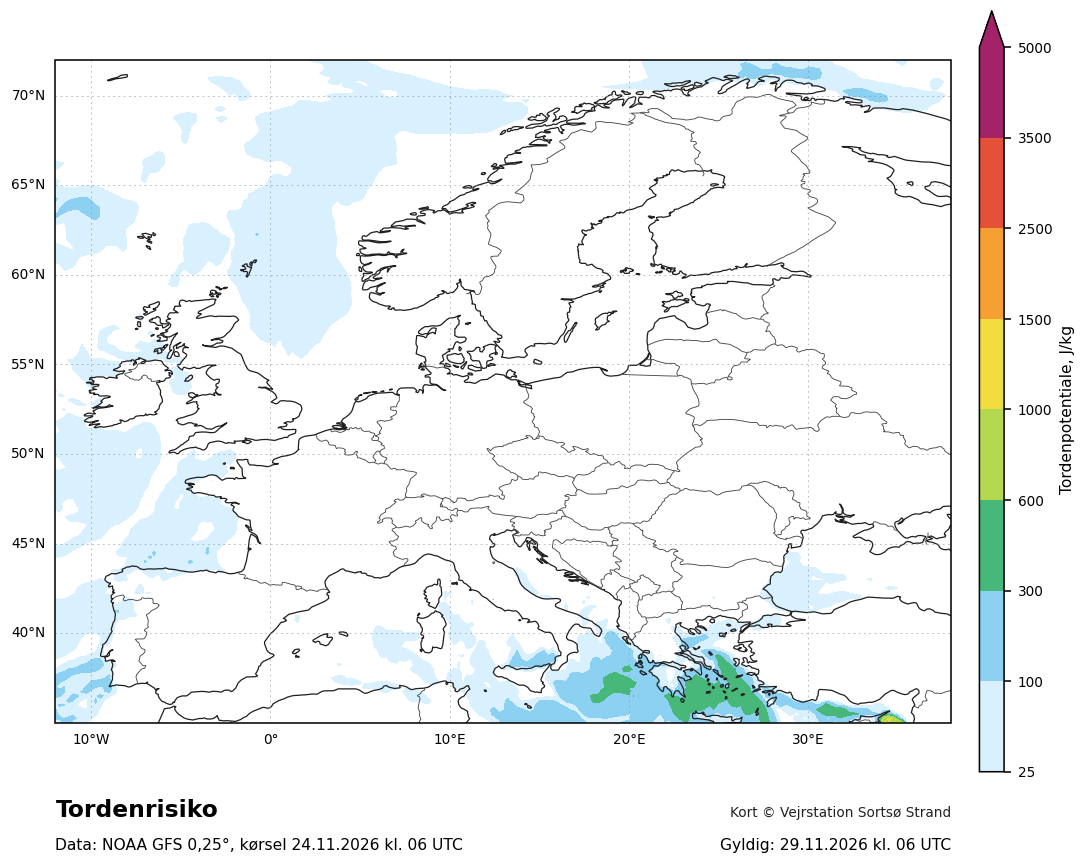 5000
3500
2500
1500
1000
600
300
100
25
Tordenpotentiale, J/kg
70°N
65°N
60°N
55°N
50°N
45°N
40°N
10°W
0°
10°E
20°E
30°E
Tordenrisiko
Kort © Vejrstation Sortsø Strand
Data: NOAA GFS 0,25°, kørsel 24.11.2026 kl. 06 UTC
Gyldig: 29.11.2026 kl. 06 UTC